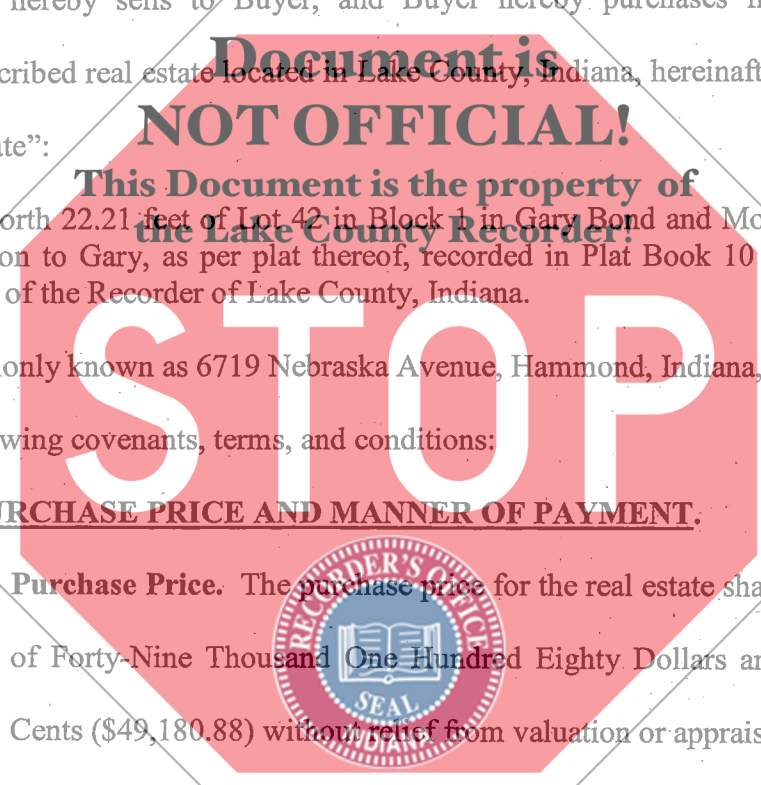 hereby sells to Buyer, and Buyer hereby purchases
cribed real estate located in Lake County, Indiana, hereinaft
Document is
NOT OFFICIAL!
ate”:
This Document is the property of
the Lake County Recorder!
orth 22.21 feet of Lot 42 in Block 1 in Gary Bond and Mo
on to Gary, as per plat thereof, recorded in Plat Book 10
of the Recorder of Lake County, Indiana.
STOP
only known as 6719 Nebraska Avenue, Hammond, Indiana,
wing covenants, terms, and conditions:
URCHASE PRICE AND MANNER OF PAYMENT.
Purchase Price. The purchase price for the real estate sha
of Forty-Nine Thousand One Hundred Eighty Dollars an
Cents ($49,180.88) without relief from valuation or apprais
RECORDER'S OFFICE
SEAL
INDIANA